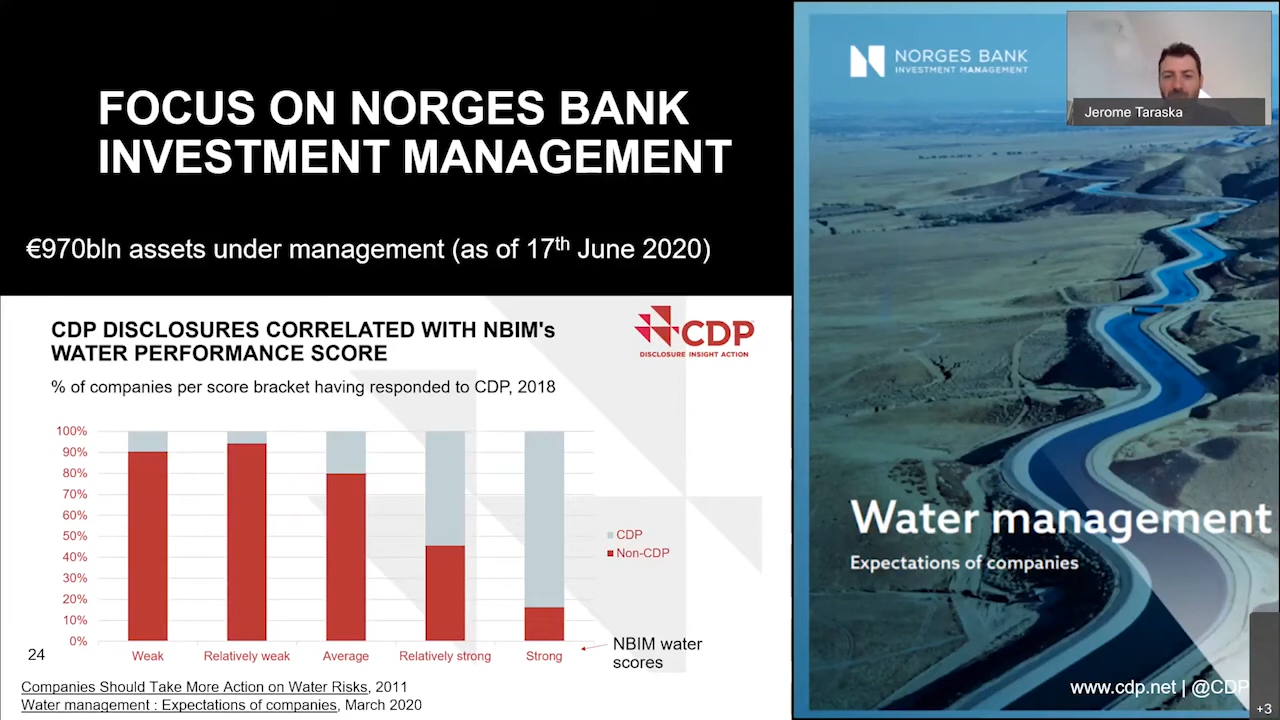 FOCUS ON NORGES BANK
INVESTMENT MANAGEMENT
€970bln assets under management (as of 17th June 2020)
CDP DISCLOSURES CORRELATED WITH NBIM's
WATER PERFORMANCE SCORE
% of companies per score bracket having responded to CDP, 2018
CDP
DISCLOSURE INSIGHT ACTION
100%
90%
80%
70%
60%
50%
40%
30%
20%
10%
0%
Weak
Relatively weak
Average
Relatively strong
Strong
CDP
Non-CDP
NBIM water
scores
24
Companies Should Take More Action on Water Risks, 2011
Water management : Expectations of companies, March 2020
NORGES BANK
INVESTMENT MANAGEMENT
Jerome Taraska
Water management
Expectations of companies
www.cdp.net | @CDP
+3